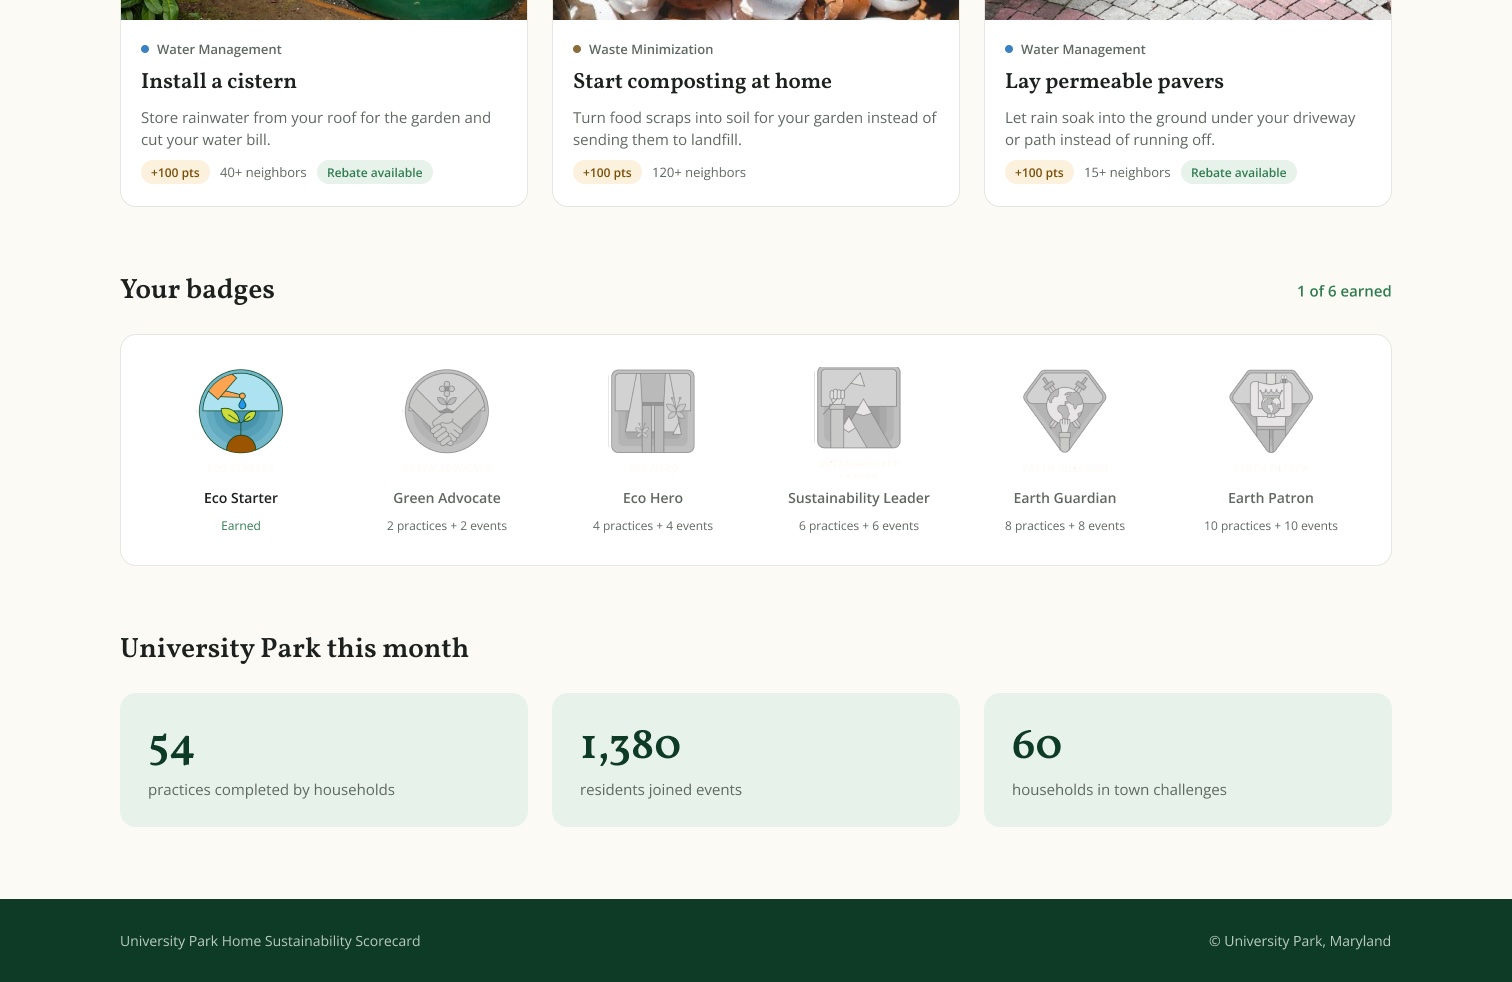 Water Management
Install a cistern
Store rainwater from your roof for the garden and
cut your water bill.
+100 pts 40+ neighbors Rebate available
Waste Minimization
Start composting at home
Turn food scraps into soil for your garden instead of
sending them to landfill.
+100 pts 120+ neighbors
Water Management
Lay permeable pavers
Let rain soak into the ground under your driveway
or path instead of running off.
+100 pts 15+ neighbors Rebate available
Your badges
1 of 6 earned
Eco Starter
Earned
Green Advocate
2 practices + 2 events
Eco Hero
4 practices + 4 events
Sustainability Leader
6 practices + 6 events
Earth Guardian
8 practices + 8 events
Earth Patron
10 practices + 10 events
University Park this month
54
practices completed by households
1,380
residents joined events
60
households in town challenges
University Park Home Sustainability Scorecard
© University Park, Maryland